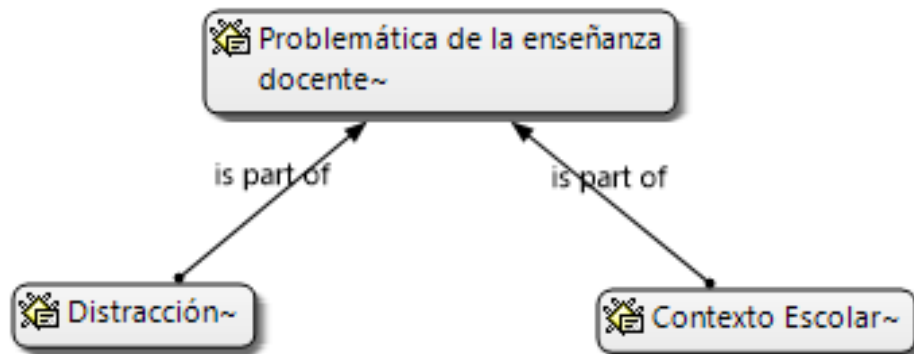 Problemática de la enseñanza
docente~
is part of
is part of
Distracción~
Contexto Escolar~